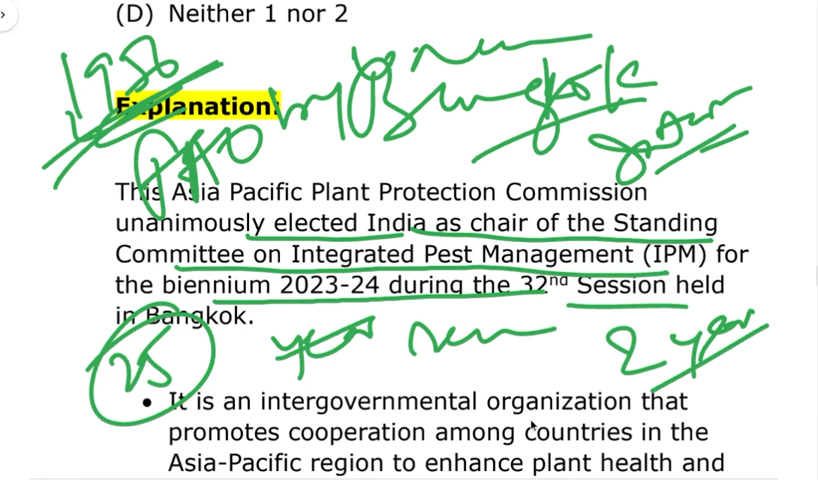 (D) Neither 1 nor 2
1956
Explanation:
FAO
Bangkok
This Asia Pacific Plant Protection Commission
unanimously elected India as chair of the Standing
Committee on Integrated Pest Management (IPM) for
the biennium 2023-24 during the 32nd Session held
in Bangkok.
25
2 year
• It is an intergovernmental organization that
promotes cooperation among countries in the
Asia-Pacific region to enhance plant health and